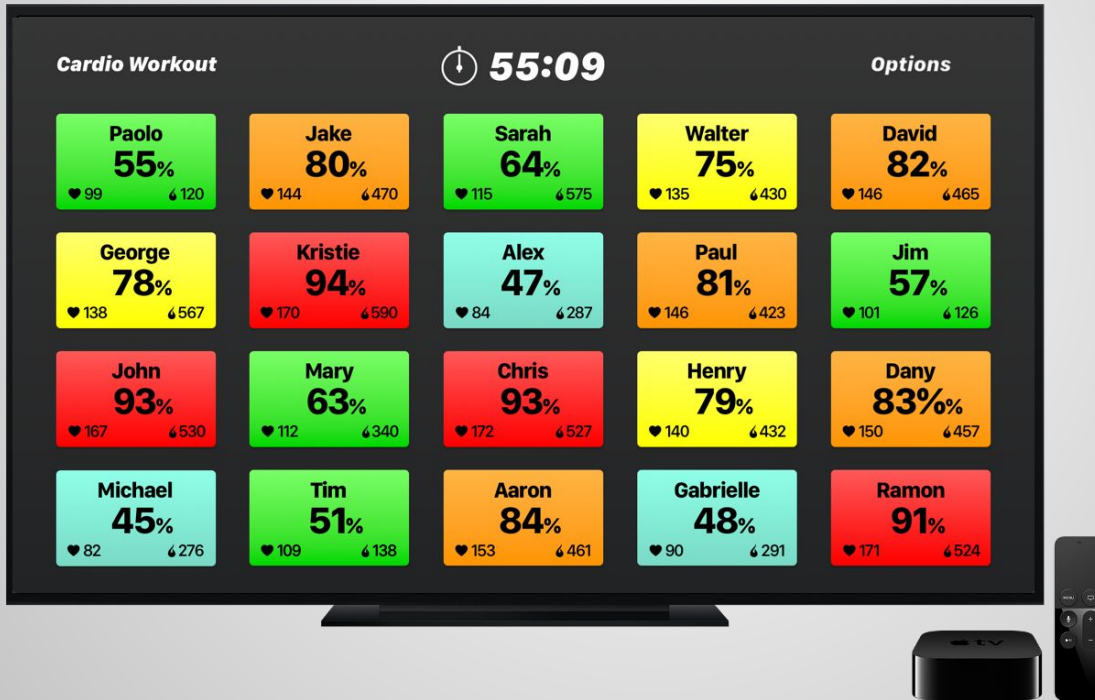 Cardio Workout
55:09
Options
Paolo
55%
99 120
Jake
80%
144 470
Sarah
64%
115 575
Walter
75%
135 430
David
82%
146 465
George
78%
138 567
Kristie
94%
170 590
Alex
47%
84 287
Paul
81%
146 423
Jim
57%
101 126
John
93%
167 530
Mary
63%
112 340
Chris
93%
172 527
Henry
79%
140 432
Dany
83%%
150 457
Michael
45%
82 276
Tim
51%
109 138
Aaron
84%
153 461
Gabrielle
48%
90 291
Ramon
91%
171 524
MENU
tv